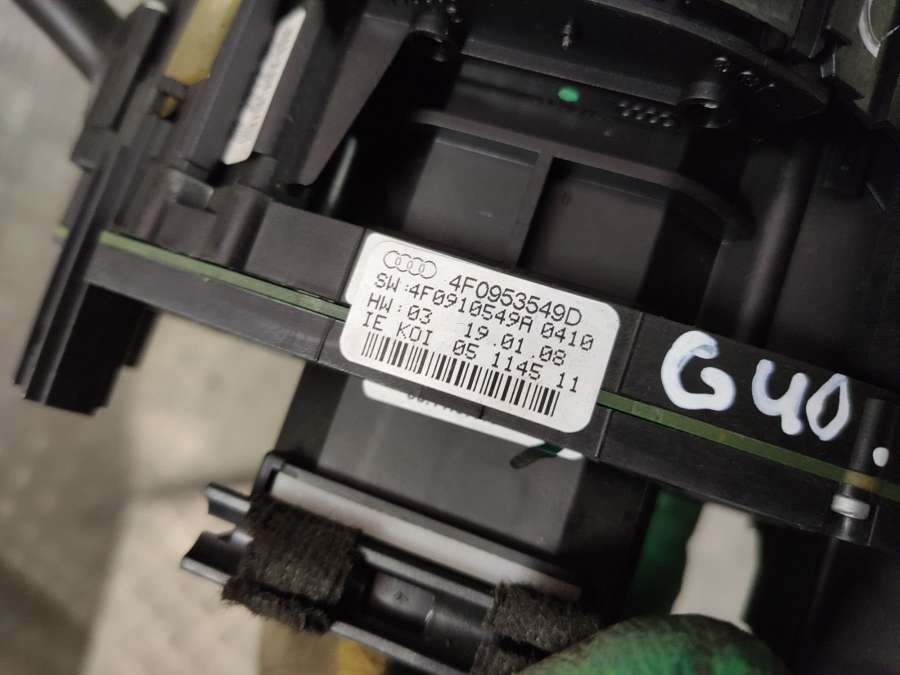 4F0953549D
SW:4F0910549A 0410
HW:03 19.01.08
IE KOI 05 1145 11
G40.